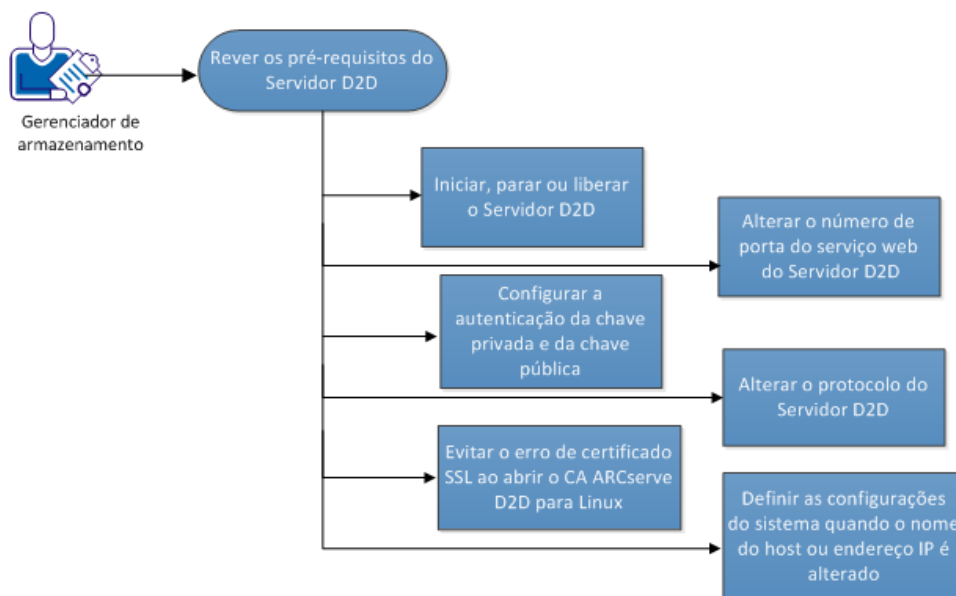 Rever os pré-requisitos do
Servidor D2D
Gerenciador de
armazenamento
Iniciar, parar ou liberar
o Servidor D2D
Alterar o número de
porta do serviço web
do Servidor D2D
Configurar a
autenticação da chave
privada e da chave
pública
Alterar o protocolo do
Servidor D2D
Evitar o erro de certificado
SSL ao abrir o CA ARCserve
D2D para Linux
Definir as configurações
do sistema quando o nome
do host ou endereço IP é
alterado